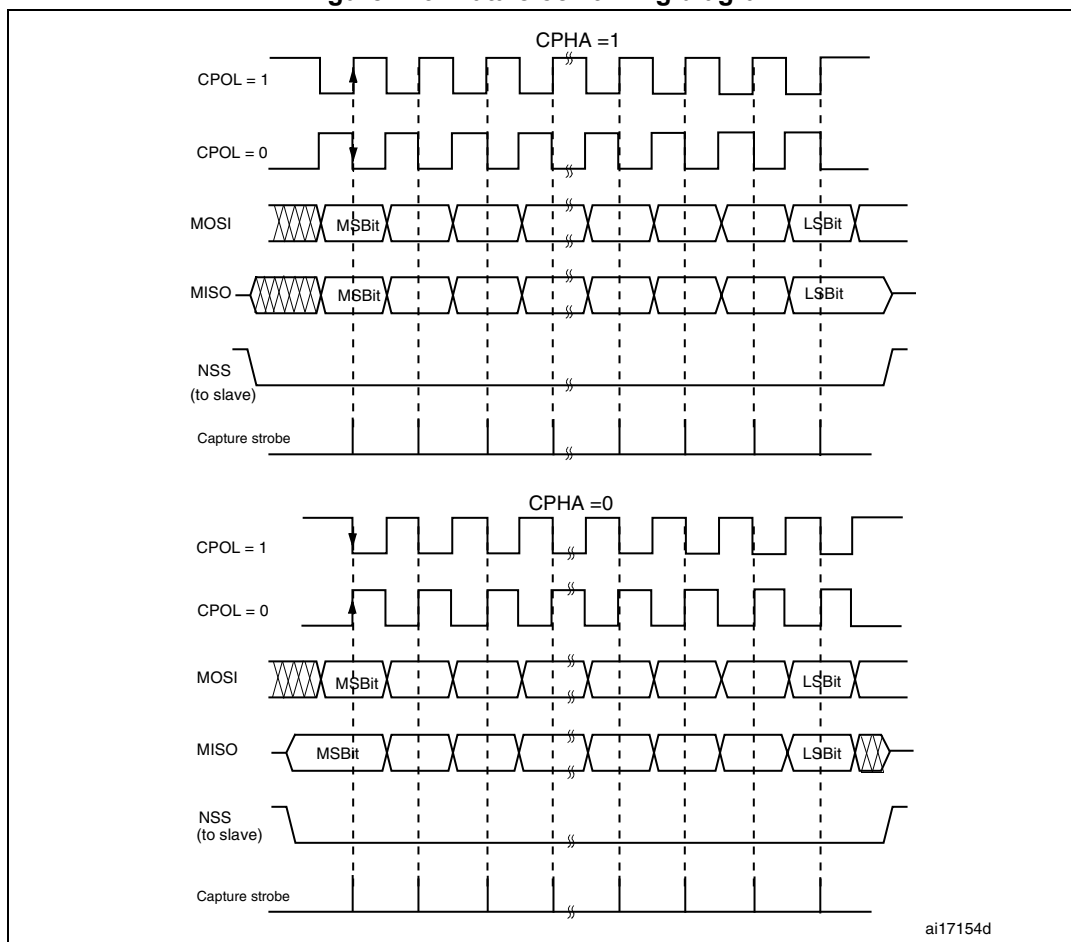 CPHA =1
CPOL = 1
CPOL = 0
MOSI
MSBit
LSBit
MISO
MSBit
LSBit
NSS
(to slave)
Capture strobe
CPHA =0
CPOL = 1
CPOL = 0
MOSI
MSBit
LSBit
MISO
MSBit
LSBit
NSS
(to slave)
Capture strobe
ai17154d